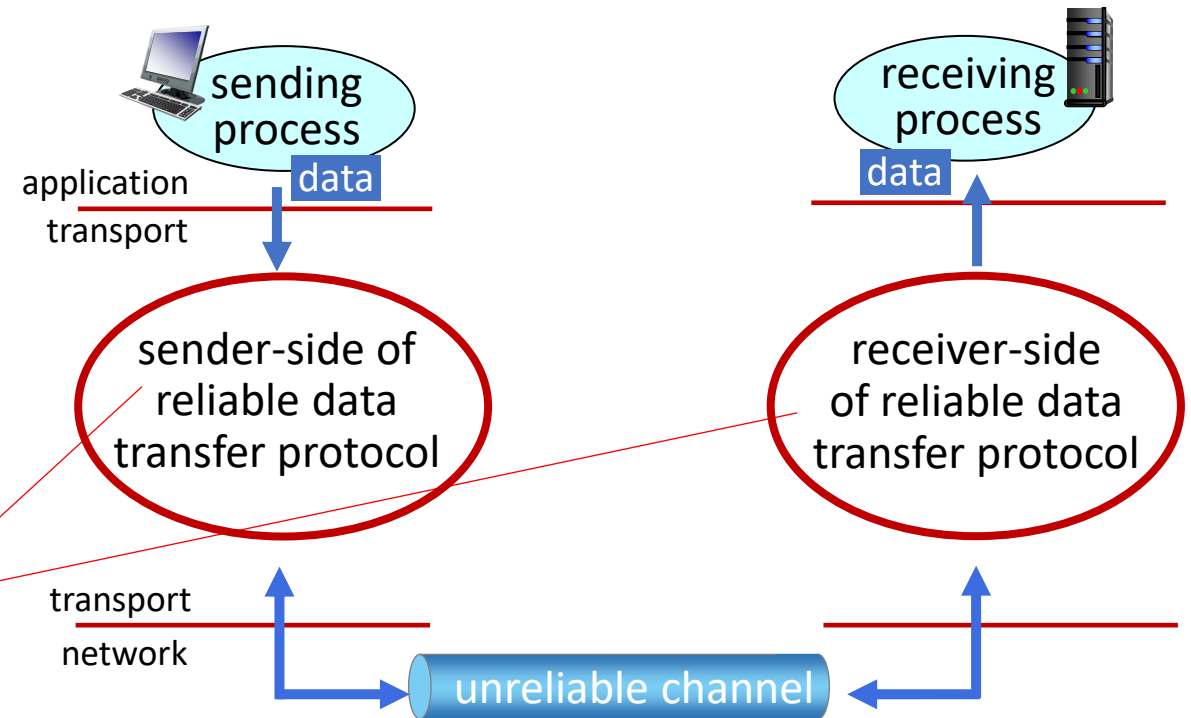 sending
process
data
receiving
process
data
application
transport
sender-side of
reliable data
transfer protocol
receiver-side
of reliable data
transfer protocol
transport
network
unreliable channel